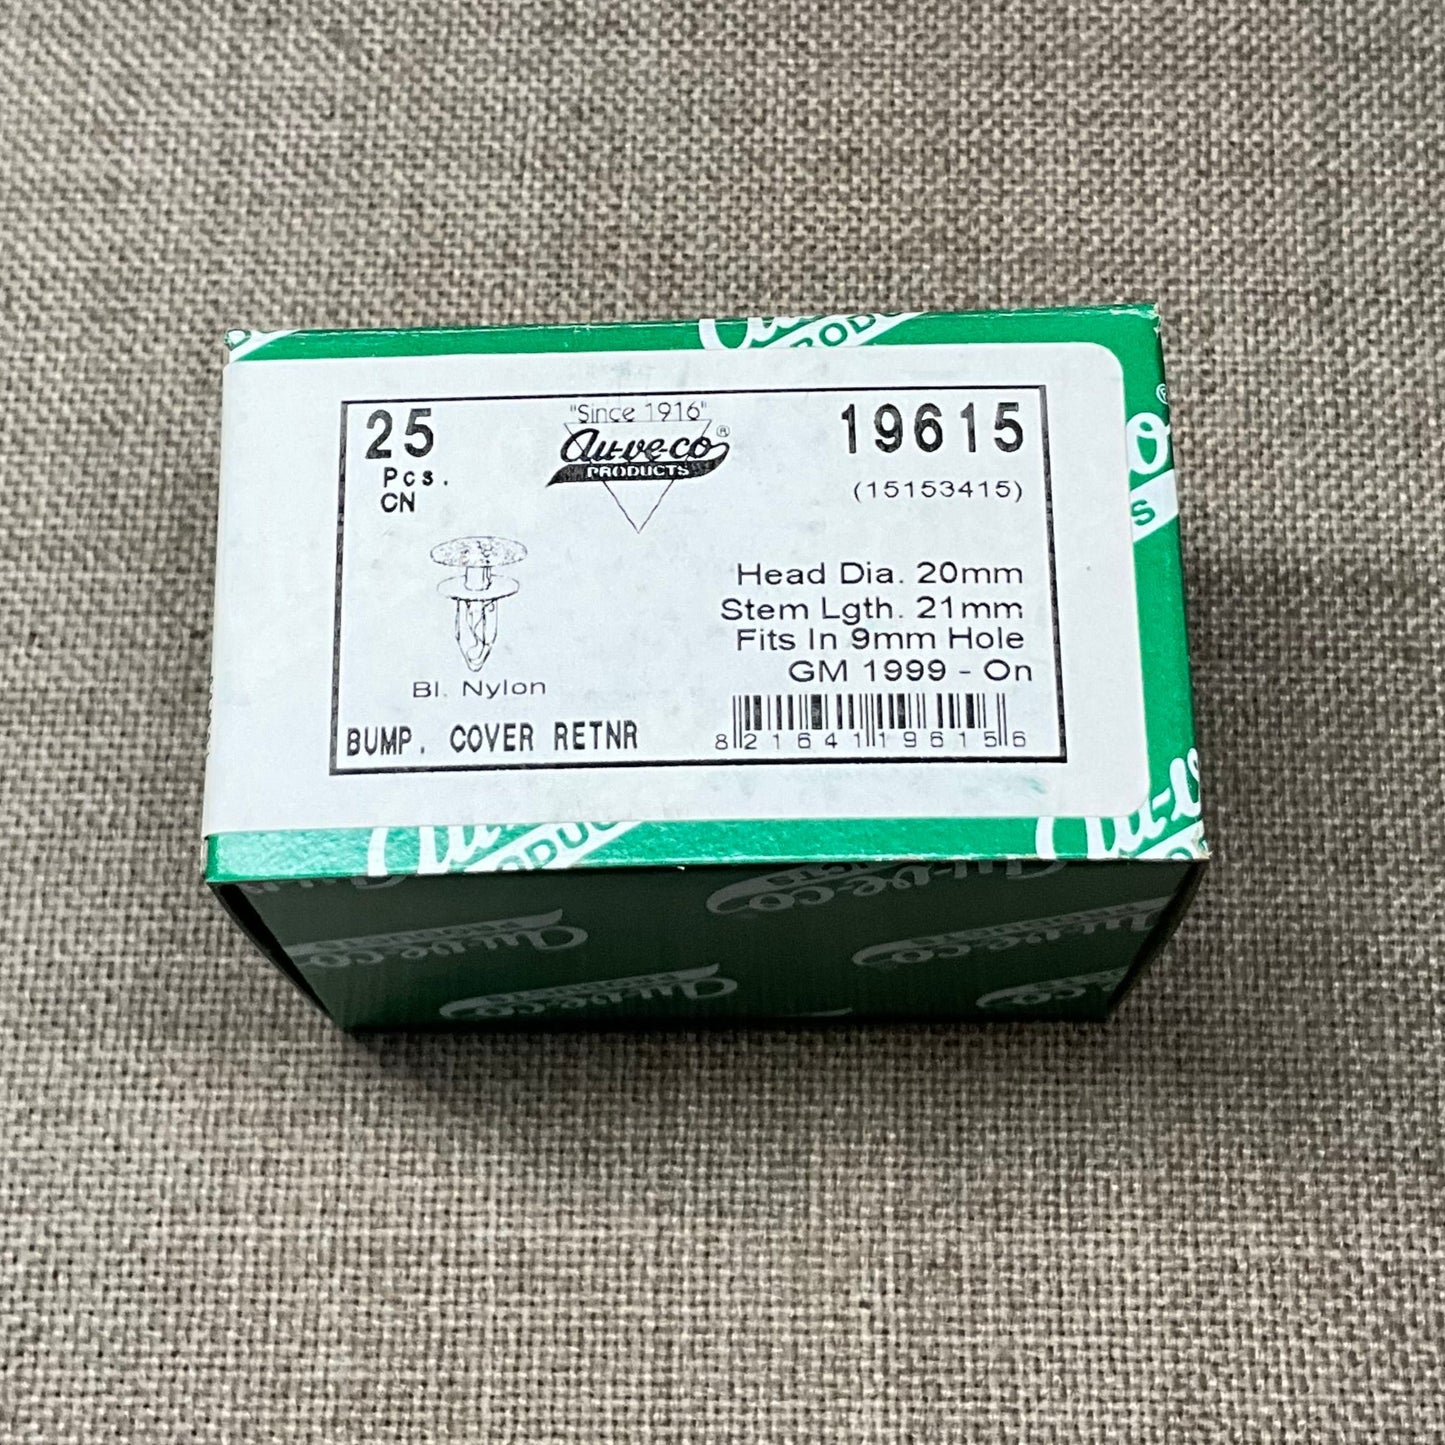 25
Pcs.
CN
"Since 1916"
Au-ve-co®
PRODUCTS
19615
(15153415)
Head Dia. 20mm
Stem Lgth. 21mm
Fits In 9mm Hole
GM 1999 - On
Bl. Nylon
BUMP. COVER RETNR
8 21641 19615 6